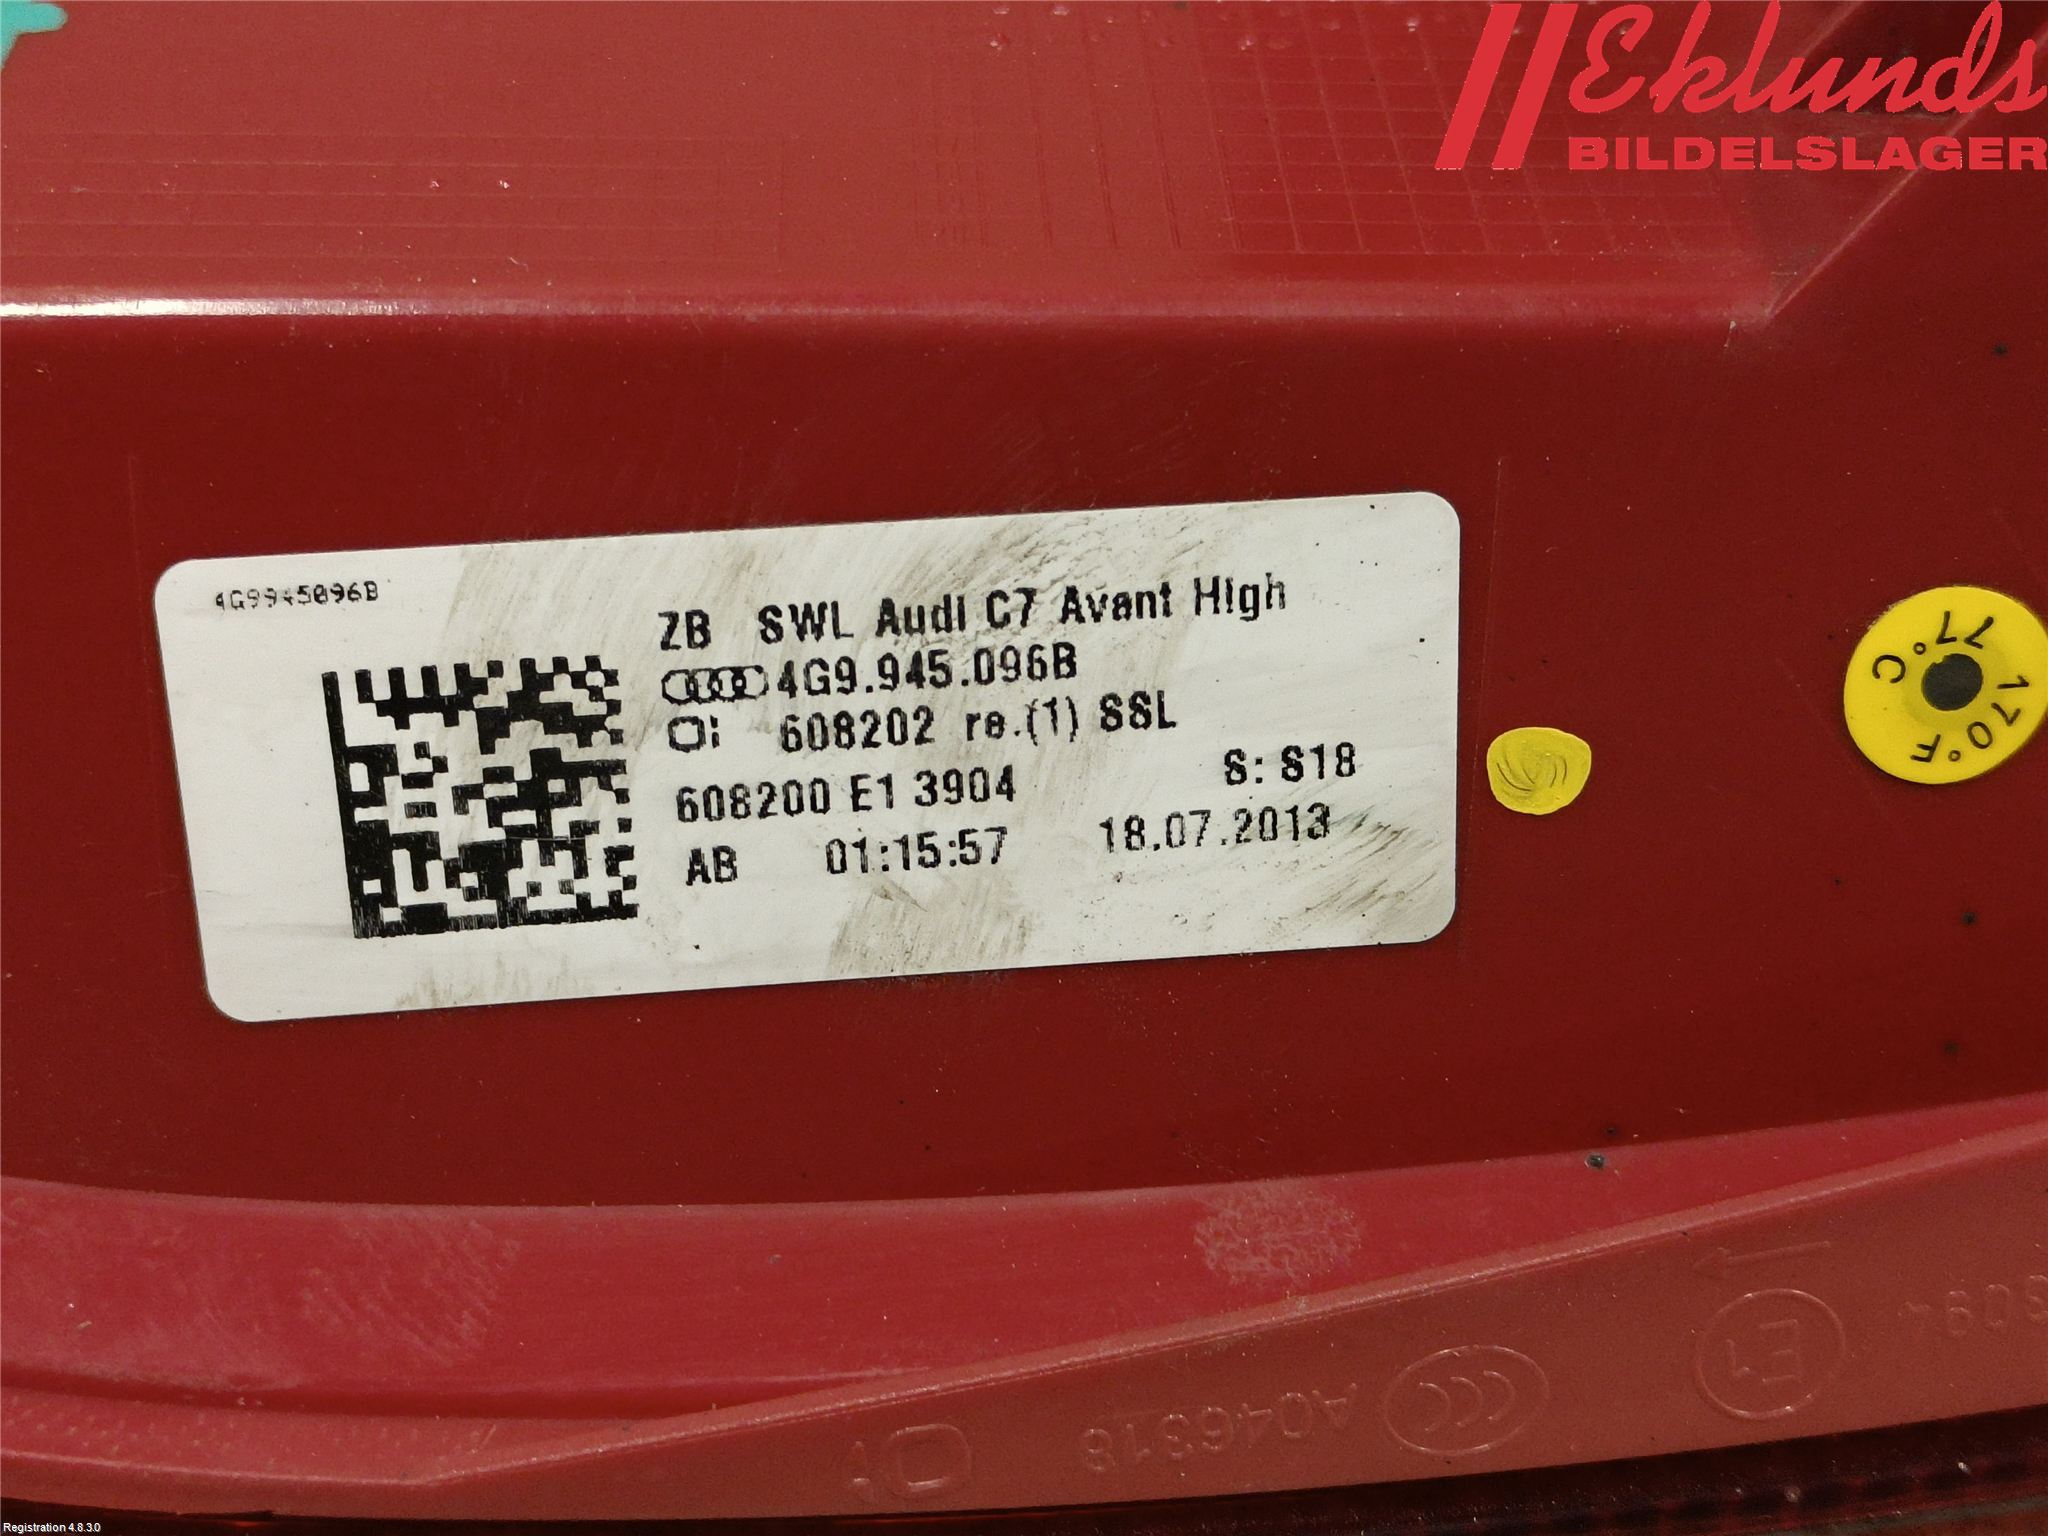 Eklunds
BILDELSLAGER
4G9945096B
ZB SWL Audi C7 Avant High
4G9.945.096B
608202 re.(1) SSL
608200 E1 3904 S: S18
AB 01:15:57 18.07.2013
77°C
170°F
E1
A046318
Registration 4.8.3.0